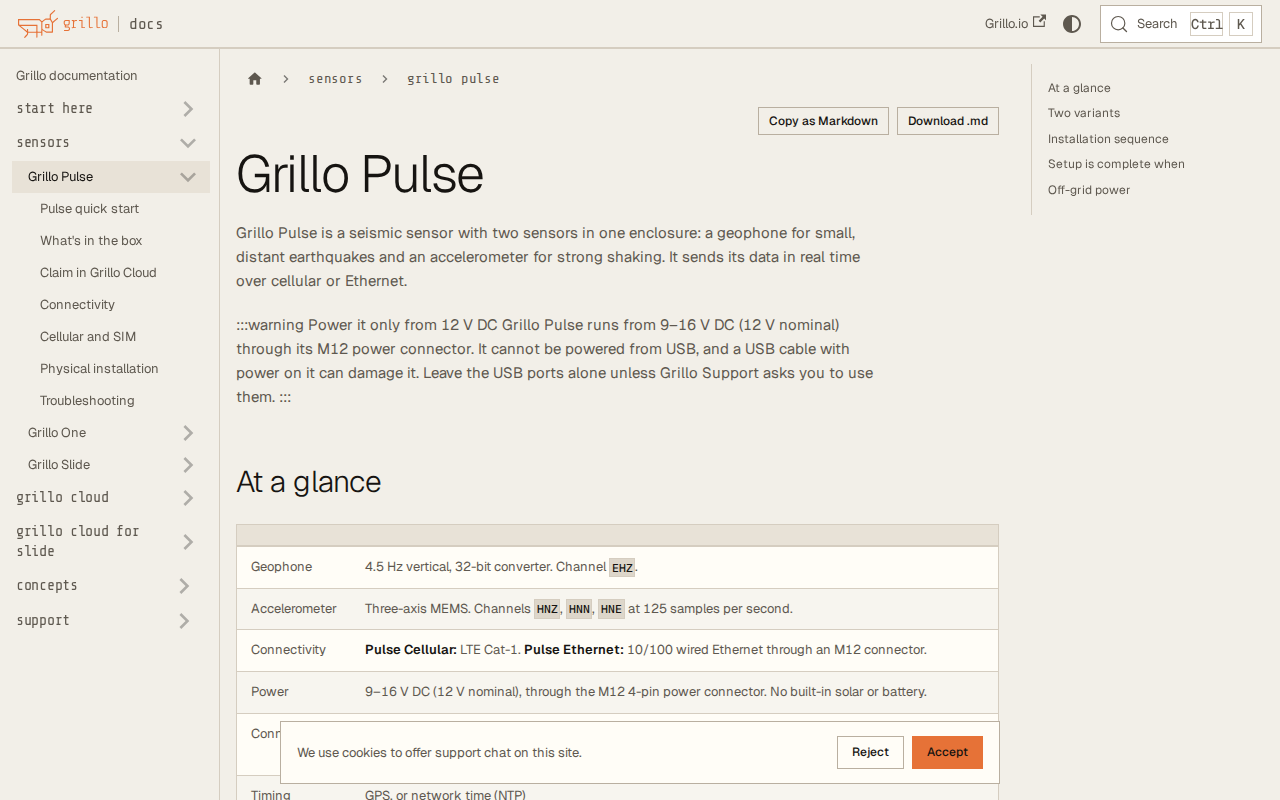 grillo docs
Grillo.io
Search Ctrl K
Grillo documentation
start here
sensors
Grillo Pulse
Pulse quick start
What's in the box
Claim in Grillo Cloud
Connectivity
Cellular and SIM
Physical installation
Troubleshooting
Grillo One
Grillo Slide
grillo cloud
grillo cloud for
slide
concepts
support
sensors grillo pulse
Copy as Markdown Download .md
Grillo Pulse
Grillo Pulse is a seismic sensor with two sensors in one enclosure: a geophone for small,
distant earthquakes and an accelerometer for strong shaking. It sends its data in real time
over cellular or Ethernet.
:::warning Power it only from 12 V DC Grillo Pulse runs from 9–16 V DC (12 V nominal)
through its M12 power connector. It cannot be powered from USB, and a USB cable with
power on it can damage it. Leave the USB ports alone unless Grillo Support asks you to use
them. :::
At a glance
Geophone 4.5 Hz vertical, 32-bit converter. Channel EHZ.
Accelerometer Three-axis MEMS. Channels HNZ, HNN, HNE at 125 samples per second.
Connectivity Pulse Cellular: LTE Cat-1. Pulse Ethernet: 10/100 wired Ethernet through an M12 connector.
Power 9–16 V DC (12 V nominal), through the M12 4-pin power connector. No built-in solar or battery.
Timing GPS, or network time (NTP)
We use cookies to offer support chat on this site.
Reject Accept
At a glance
Two variants
Installation sequence
Setup is complete when
Off-grid power